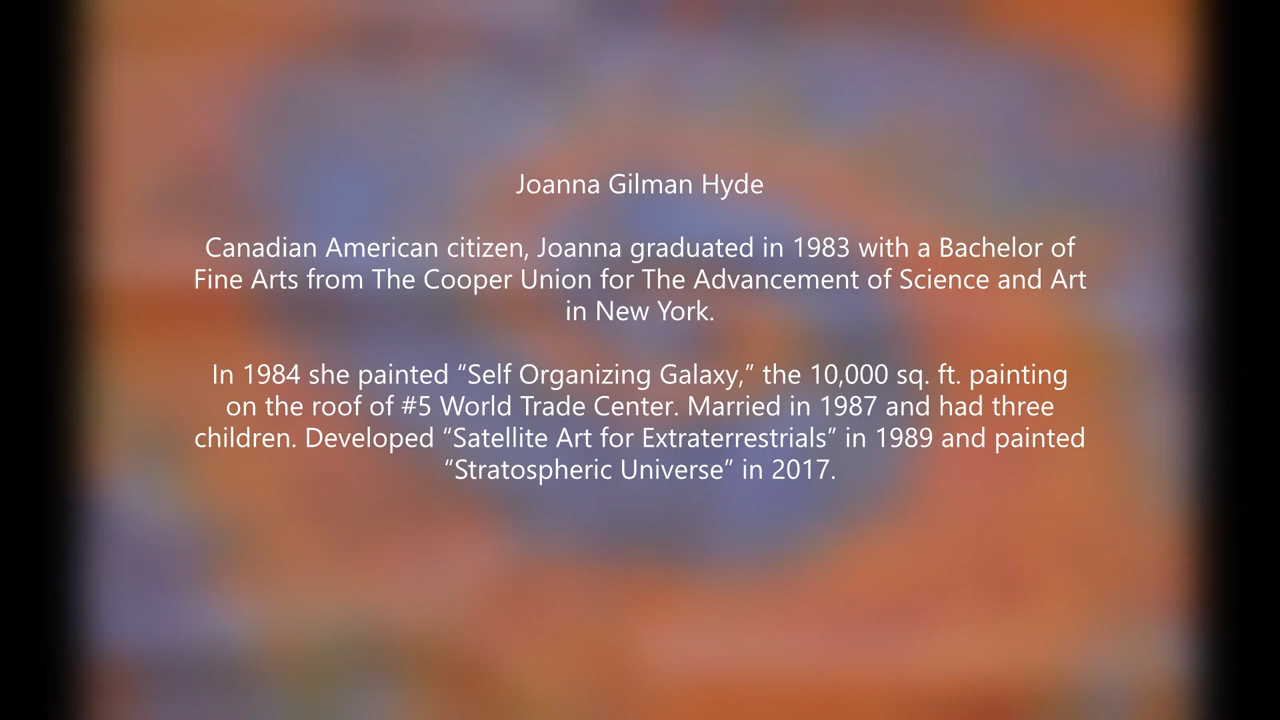 Joanna Gilman Hyde
Canadian American citizen, Joanna graduated in 1983 with a Bachelor of
Fine Arts from The Cooper Union for The Advancement of Science and Art
in New York.
In 1984 she painted “Self Organizing Galaxy,” the 10,000 sq. ft. painting
on the roof of #5 World Trade Center. Married in 1987 and had three
children. Developed “Satellite Art for Extraterrestrials” in 1989 and painted
“Stratospheric Universe” in 2017.